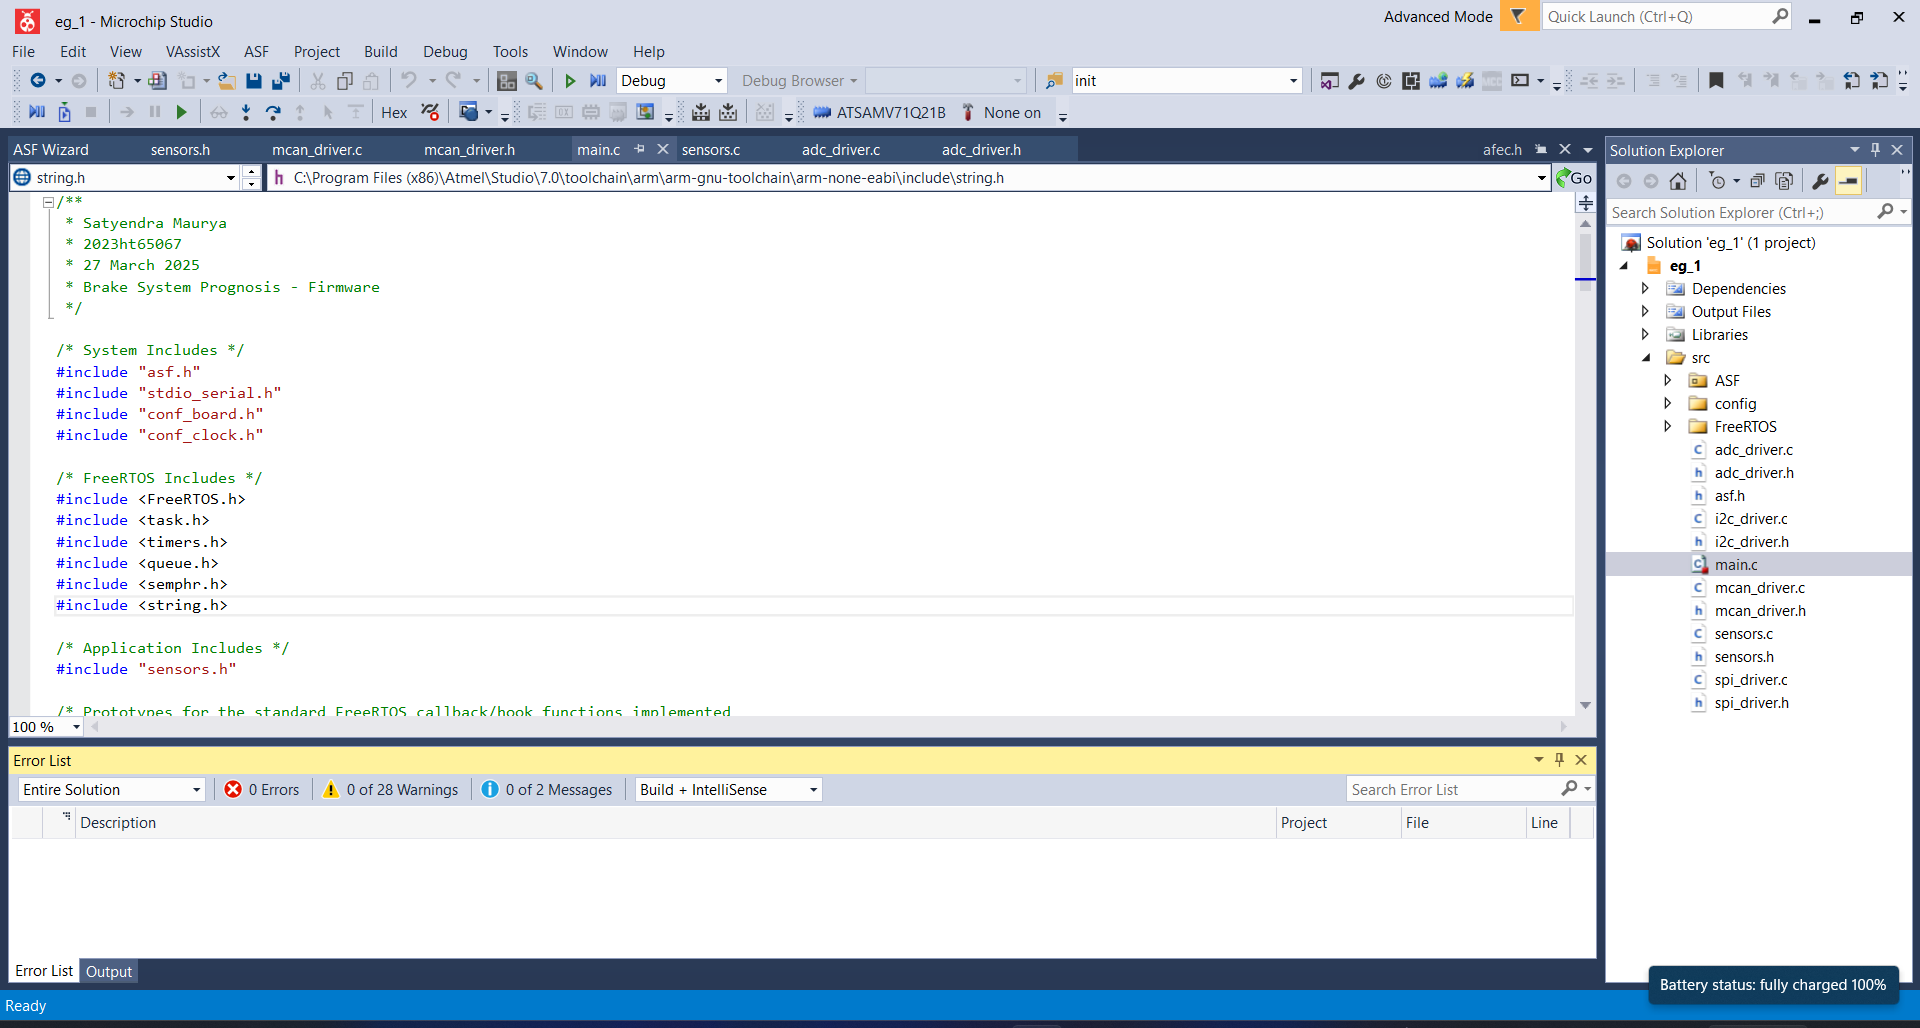 eg_1 - Microchip Studio
Advanced Mode
Quick Launch (Ctrl+Q)
File Edit View VAssistX ASF Project Build Debug Tools Window Help
Debug Debug Browser init
Hex ATSAMV71Q21B None on
ASF Wizard sensors.h mcan_driver.c mcan_driver.h main.c sensors.c adc_driver.c adc_driver.h afec.h
string.h C:\Program Files (x86)\Atmel\Studio\7.0\toolchain\arm\arm-gnu-toolchain\arm-none-eabi\include\string.h Go
/**
* Satyendra Maurya
* 2023ht65067
* 27 March 2025
* Brake System Prognosis - Firmware
*/
/* System Includes */
#include "asf.h"
#include "stdio_serial.h"
#include "conf_board.h"
#include "conf_clock.h"
/* FreeRTOS Includes */
#include <FreeRTOS.h>
#include <task.h>
#include <timers.h>
#include <queue.h>
#include <semphr.h>
#include <string.h>
/* Application Includes */
#include "sensors.h"
/* Prototypes for the standard FreeRTOS callback/hook functions implemented
100 %
Error List
Entire Solution 0 Errors 0 of 28 Warnings 0 of 2 Messages Build + IntelliSense Search Error List
Description Project File Line
Error List Output
Ready
Solution Explorer
Search Solution Explorer (Ctrl+;)
Solution 'eg_1' (1 project)
eg_1
Dependencies
Output Files
Libraries
src
ASF
config
FreeRTOS
adc_driver.c
adc_driver.h
asf.h
i2c_driver.c
i2c_driver.h
main.c
mcan_driver.c
mcan_driver.h
sensors.c
sensors.h
spi_driver.c
spi_driver.h
Battery status: fully charged 100%